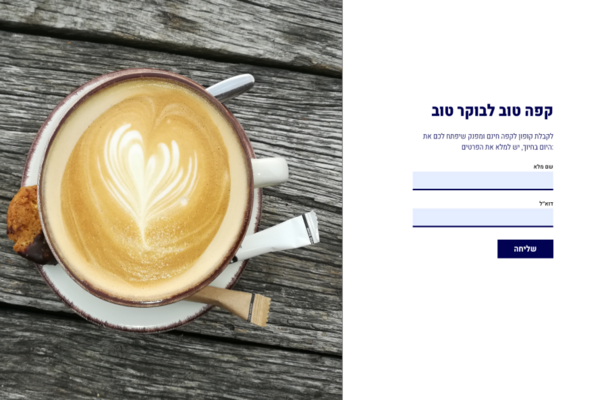 קפה טוב לבוקר טוב
לקבלת קופון לקפה חינם ומפנק שיפתח לכם את
היום בחיוך, יש למלא את הפרטים:
שם מלא
דוא"ל
שליחה